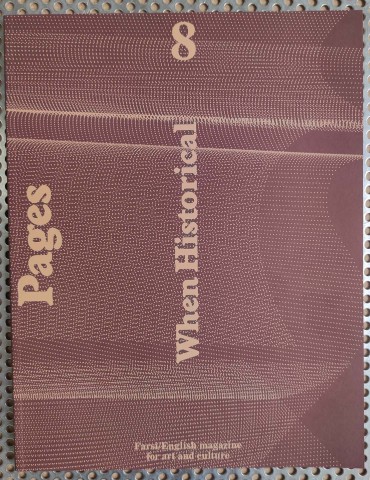 Pages
When Historical
8
Farsi/English magazine
for art and culture